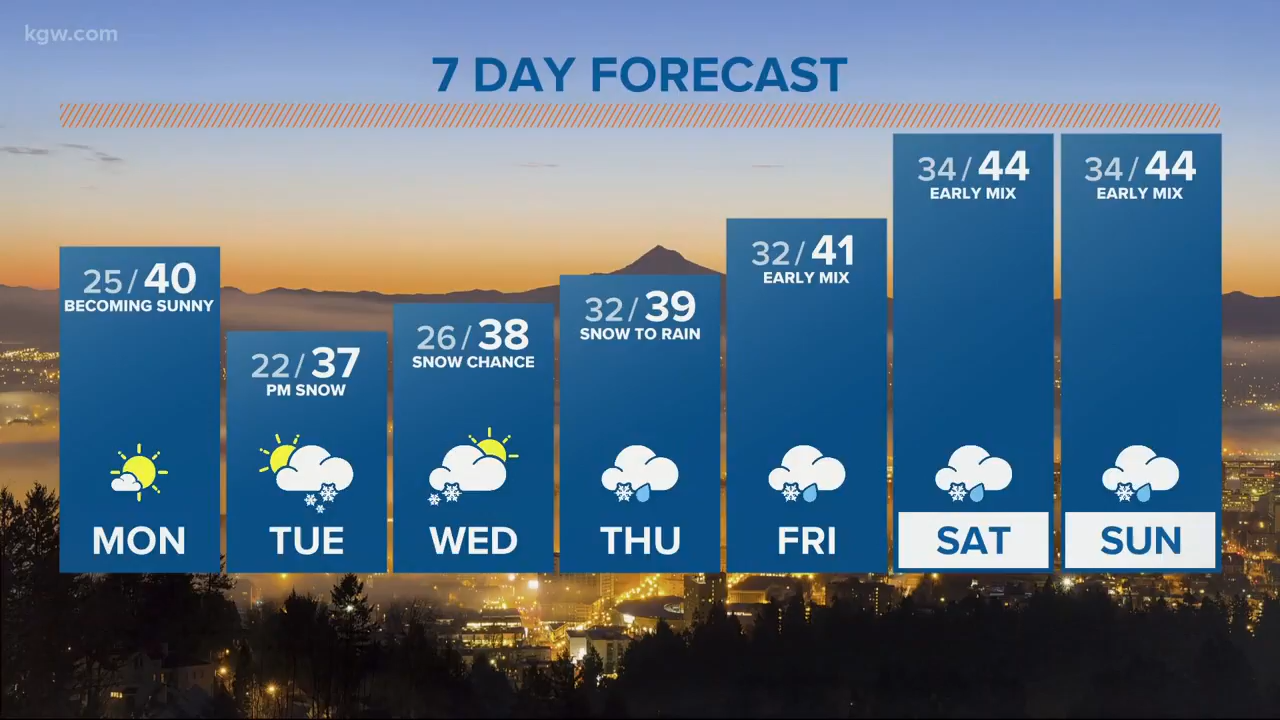 kgw.com
7 DAY FORECAST
25/40
BECOMING SUNNY
MON
22/37
PM SNOW
TUE
26/38
SNOW CHANCE
WED
32/39
SNOW TO RAIN
THU
32/41
EARLY MIX
FRI
34/44
EARLY MIX
SAT
34/44
EARLY MIX
SUN